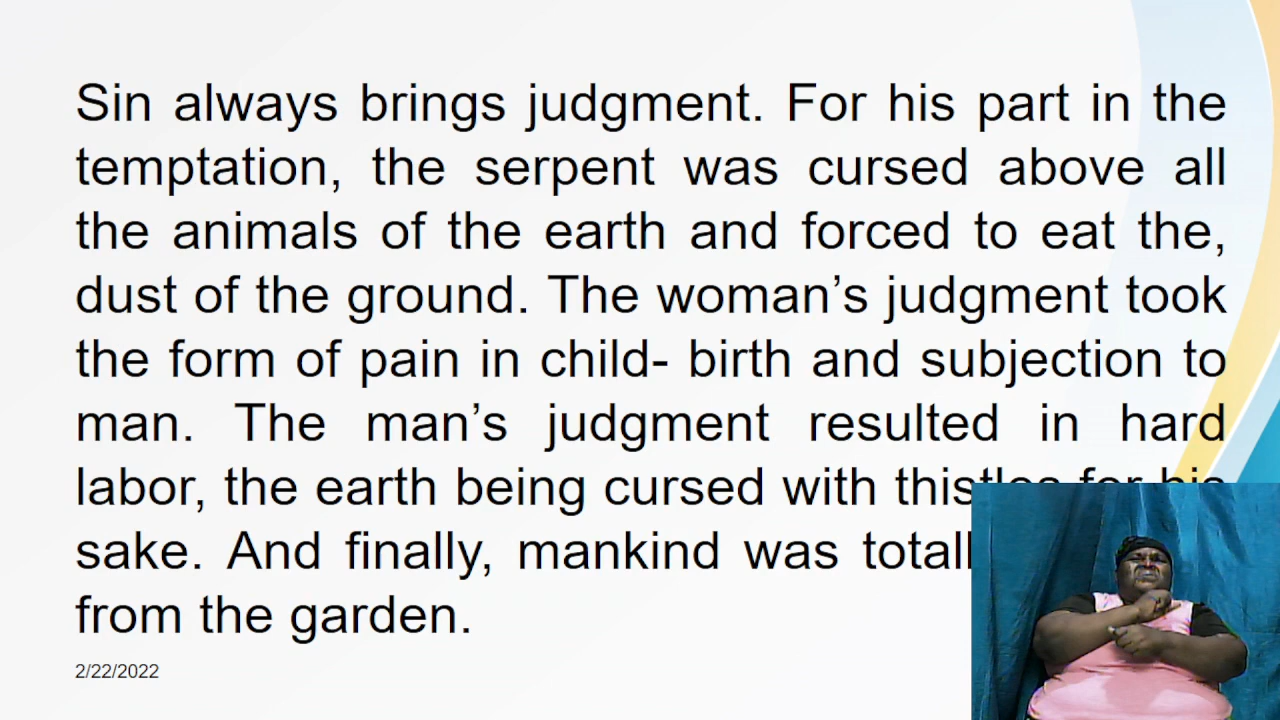 Sin always brings judgment. For his part in the
temptation, the serpent was cursed above all
the animals of the earth and forced to eat the,
dust of the ground. The woman’s judgment took
the form of pain in child- birth and subjection to
man. The man’s judgment resulted in hard
labor, the earth being cursed with thistles for his
sake. And finally, mankind was
from the garden.
2/22/2022